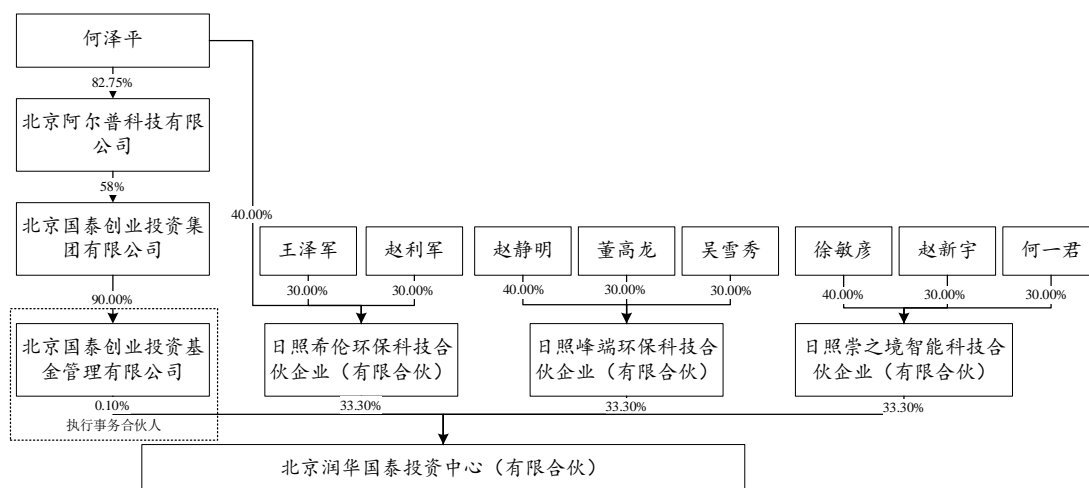 何泽平
82.75%
北京阿尔普科技有限
公司
58%
40.00%
北京国泰创业投资集
团有限公司
王泽军
赵利军
赵静明
董高龙
吴雪秀
徐敏彦
赵新宇
何一君
90.00%
30.00%
30.00%
40.00%
30.00%
30.00%
40.00%
30.00%
30.00%
北京国泰创业投资基
金管理有限公司
日照希伦环保科技合
伙企业（有限合伙）
日照峰端环保科技合
伙企业（有限合伙）
日照崇之境智能科技合
伙企业（有限合伙）
0.10%
33.30%
33.30%
33.30%
执行事务合伙人
北京润华国泰投资中心（有限合伙）